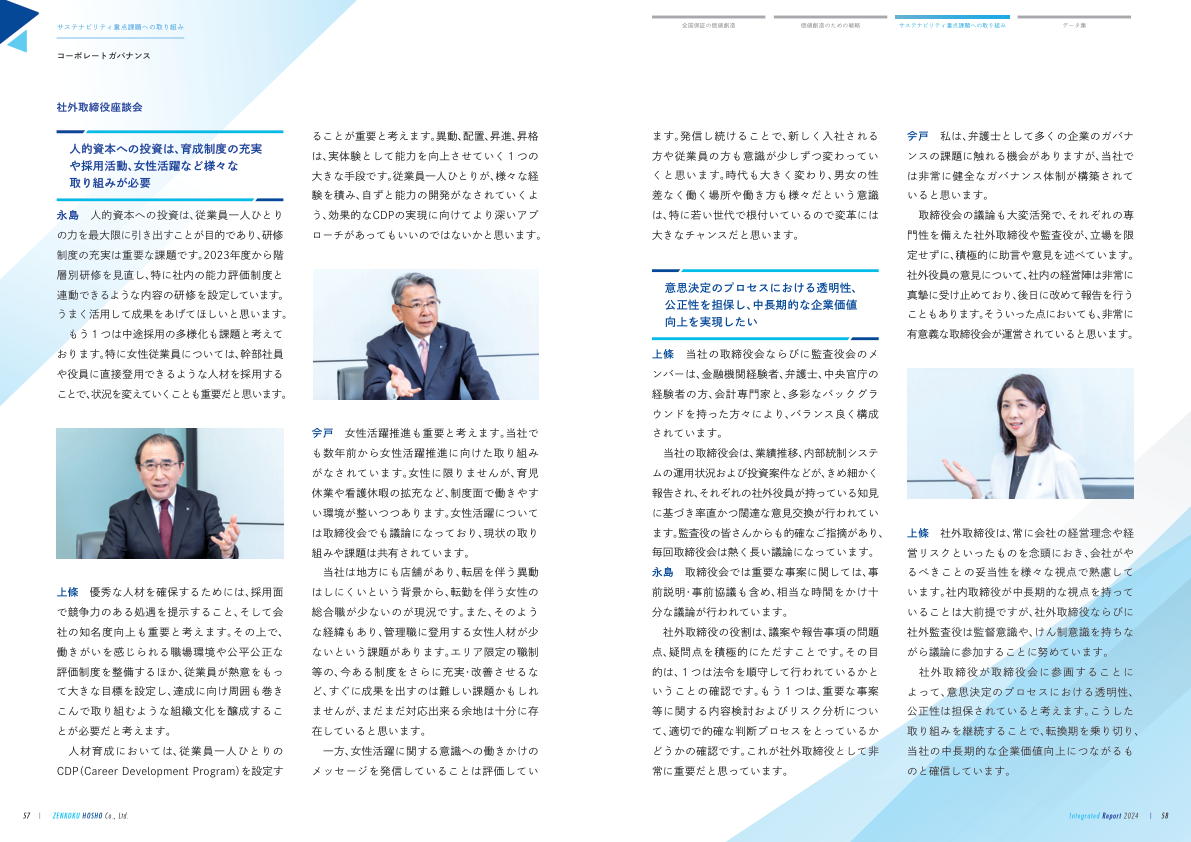 サステナビリティ重点課題への取り組み
コーポレートガバナンス
全国保証の価値創造
価値創造のための戦略
サステナビリティ重点課題への取り組み
データ集
社外取締役座談会
人的資本への投資は、育成制度の充実
や採用活動、女性活躍など様々な
取り組みが必要
永島　人的資本への投資は、従業員一人ひとり
の力を最大限に引き出すことが目的であり、研修
制度の充実は重要な課題です。2023年度から階
層別研修を見直し、特に社内の能力評価制度と
連動できるような内容の研修を設定しています。
うまく活用して成果をあげてほしいと思います。
　もう１つは中途採用の多様化も課題と考えて
おります。特に女性従業員については、幹部社員
や役員に直接登用できるような人材を採用する
ことで、状況を変えていくことも重要だと思います。
上條　優秀な人材を確保するためには、採用面
で競争力のある処遇を提示すること、そして会
社の知名度向上も重要と考えます。その上で、
働きがいを感じられる職場環境や公平公正な
評価制度を整備するほか、従業員が熱意をもっ
て大きな目標を設定し、達成に向け周囲も巻き
こんで取り組むような組織文化を醸成するこ
とが必要だと考えます。
　人材育成においては、従業員一人ひとりの
CDP（Career Development Program）を設定す
ることが重要と考えます。異動、配置、昇進、昇格
は、実体験として能力を向上させていく１つの
大きな手段です。従業員一人ひとりが、様々な経
験を積み、自ずと能力の開発がなされていくよ
う、効果的なCDPの実現に向けてより深いアプ
ローチがあってもいいのではないかと思います。
今戸　女性活躍推進も重要と考えます。当社で
も数年前から女性活躍推進に向けた取り組み
がなされています。女性に限りませんが、育児
休業や看護休暇の拡充など、制度面で働きやす
い環境が整いつつあります。女性活躍について
は取締役会でも議論になっており、現状の取り
組みや課題は共有されています。
　当社は地方にも店舗があり、転居を伴う異動
はしにくいという背景から、転勤を伴う女性の
総合職が少ないのが現況です。また、そのよう
な経緯もあり、管理職に登用する女性人材が少
ないという課題があります。エリア限定の職制
等の、今ある制度をさらに充実・改善させるな
ど、すぐに成果を出すのは難しい課題かもしれ
ませんが、まだまだ対応出来る余地は十分に存
在していると思います。
　一方、女性活躍に関する意識への働きかけの
メッセージを発信していることは評価してい
ます。発信し続けることで、新しく入社される
方や従業員の方も意識が少しずつ変わってい
くと思います。時代も大きく変わり、男女の性
差なく働く場所や働き方も様々だという意識
は、特に若い世代で根付いているので変革には
大きなチャンスだと思います。
意思決定のプロセスにおける透明性、
公正性を担保し、中長期的な企業価値
向上を実現したい
上條　当社の取締役会ならびに監査役会のメ
ンバーは、金融機関経験者、弁護士、中央官庁の
経験者の方、会計専門家と、多彩なバックグラ
ウンドを持った方々により、バランス良く構成
されています。
　当社の取締役会は、業績推移、内部統制システ
ムの運用状況および投資案件などが、きめ細かく
報告され、それぞれの社外役員が持っている知見
に基づき率直かつ闊達な意見交換が行われてい
ます。監査役の皆さんからも的確なご指摘があり、
毎回取締役会は熱く長い議論になっています。
永島　取締役会では重要な事案に関しては、事
前説明・事前協議も含め、相当な時間をかけ十
分な議論が行われています。
　社外取締役の役割は、議案や報告事項の問題
点、疑問点を積極的にただすことです。その目
的は、１つは法令を順守して行われているかと
いうことの確認です。もう１つは、重要な事案
等に関する内容検討およびリスク分析につい
て、適切で的確な判断プロセスをとっているか
どうかの確認です。これが社外取締役として非
常に重要だと思っています。
今戸　私は、弁護士として多くの企業のガバナ
ンスの課題に触れる機会がありますが、当社で
は非常に健全なガバナンス体制が構築されて
いると思います。
　取締役会の議論も大変活発で、それぞれの専
門性を備えた社外取締役や監査役が、立場を限
定せずに、積極的に助言や意見を述べています。
社外役員の意見について、社内の経営陣は非常に
真摯に受け止めており、後日に改めて報告を行う
こともあります。そういった点においても、非常に
有意義な取締役会が運営されていると思います。
上條　社外取締役は、常に会社の経営理念や経
営リスクといったものを念頭におき、会社がや
るべきことの妥当性を様々な視点で熟慮して
います。社内取締役が中長期的な視点を持って
いることは大前提ですが、社外取締役ならびに
社外監査役は監督意識や、けん制意識を持ちな
がら議論に参加することに努めています。
　社外取締役が取締役会に参画することに
よって、意思決定のプロセスにおける透明性、
公正性は担保されていると考えます。こうした
取り組みを継続することで、転換期を乗り切り、
当社の中長期的な企業価値向上につながるも
のと確信しています。
57 | ZENKOKU HOSHO Co., Ltd.
Integrated Report 2024 | 58